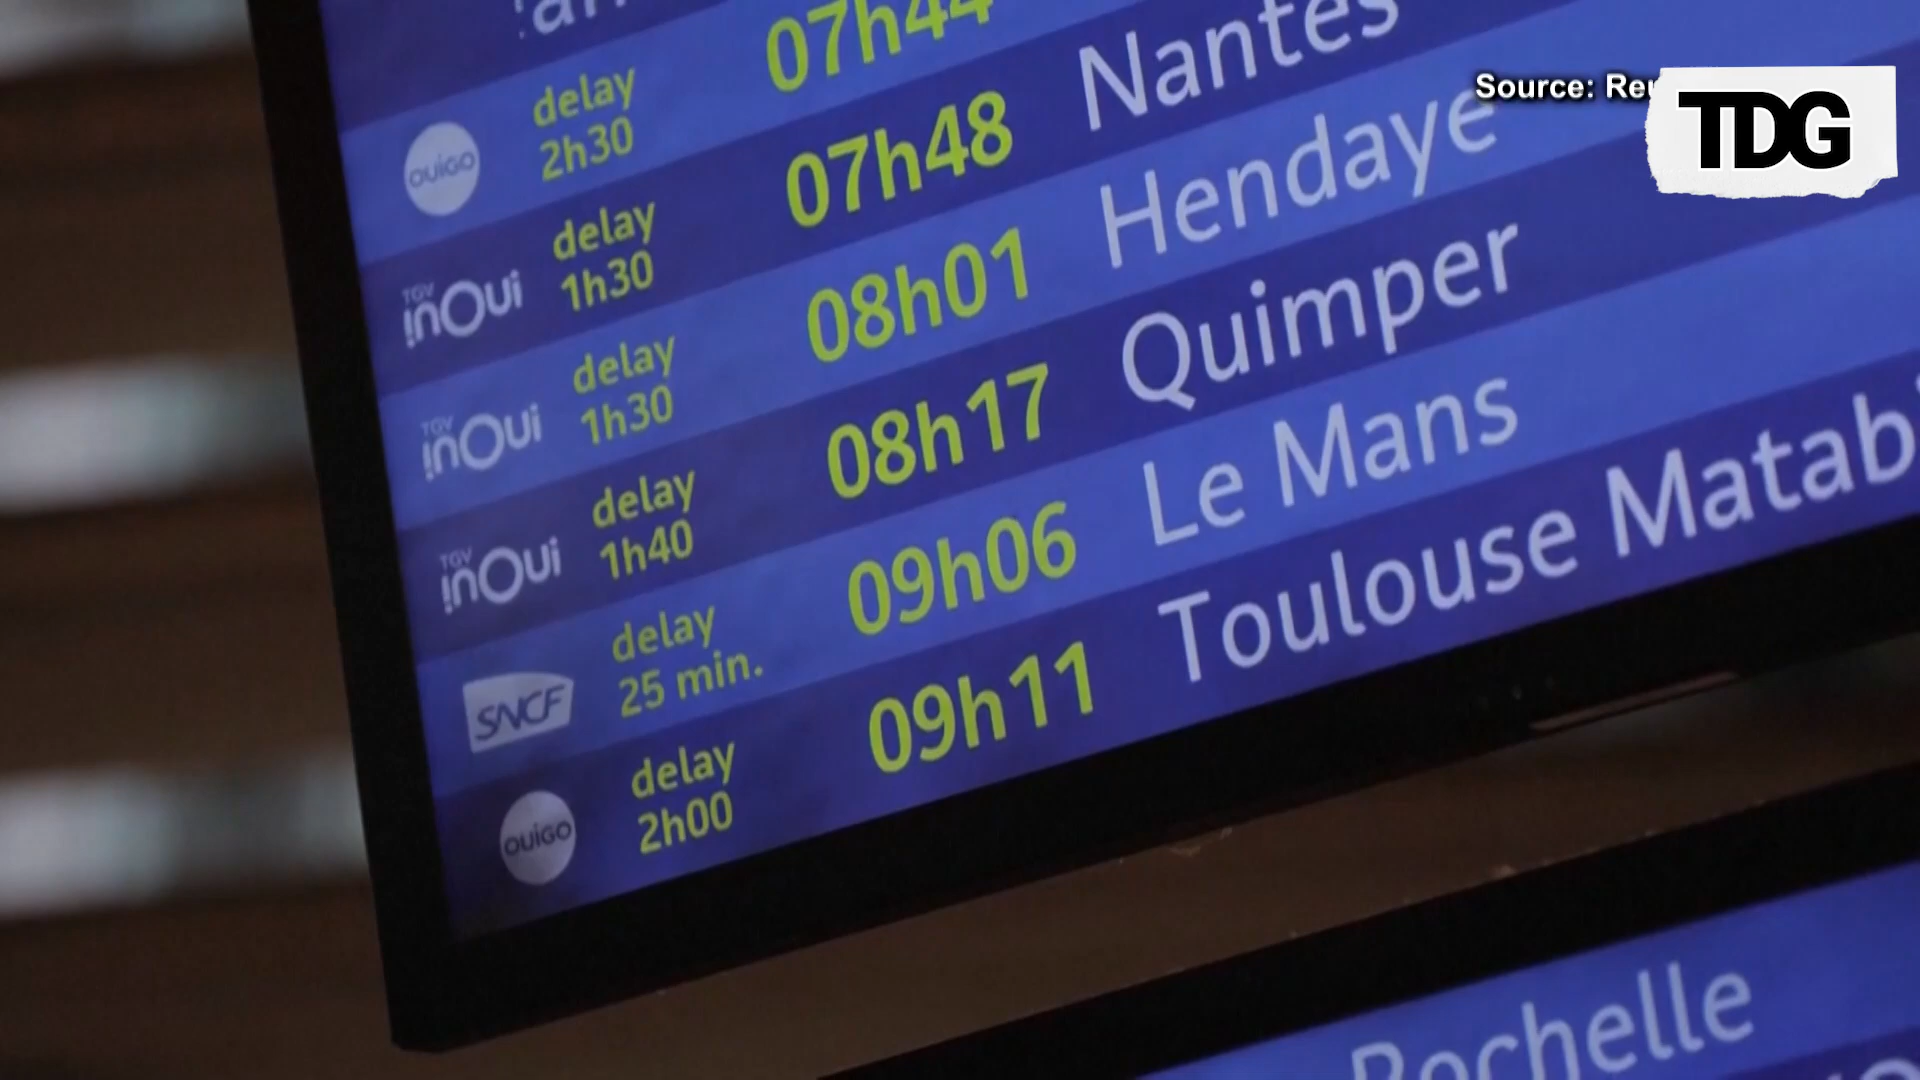 delay
2h30
07h44
Nantes
OUIGO
delay
1h30
07h48
Hendaye
TGV
inOui
delay
1h30
08h01
Quimper
TGV
inOui
delay
1h40
08h17
Le Mans
TGV
inOui
delay
25 min.
09h06
Toulouse Matab
SNCF
delay
2h00
09h11
OUIGO
Rochelle
Source:
TDG